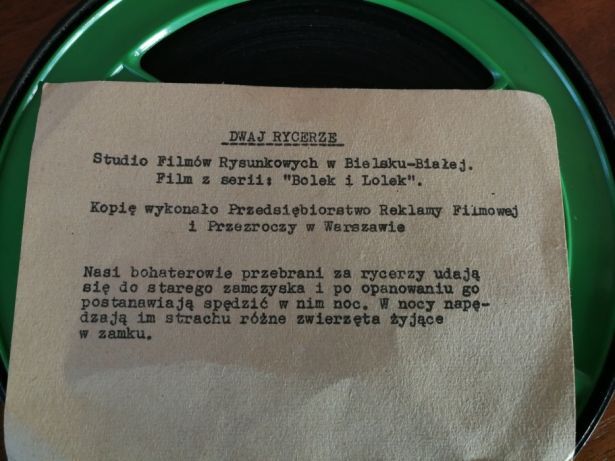 DWAJ RYCERZE
Studio Filmów Rysunkowych w Bielsku-Białej.
Film z serii: "Bolek i Lolek".
Kopię wykonało Przedsiębiorstwo Reklamy Filmowej
i Przezroczy w Warszawie
Nasi bohaterowie przebrani za rycerzy udają
się do starego zamczyska i po opanowaniu go
postanawiają spędzić w nim noc. W nocy napę-
dzają im strachu różne zwierzęta żyjące
w zamku.